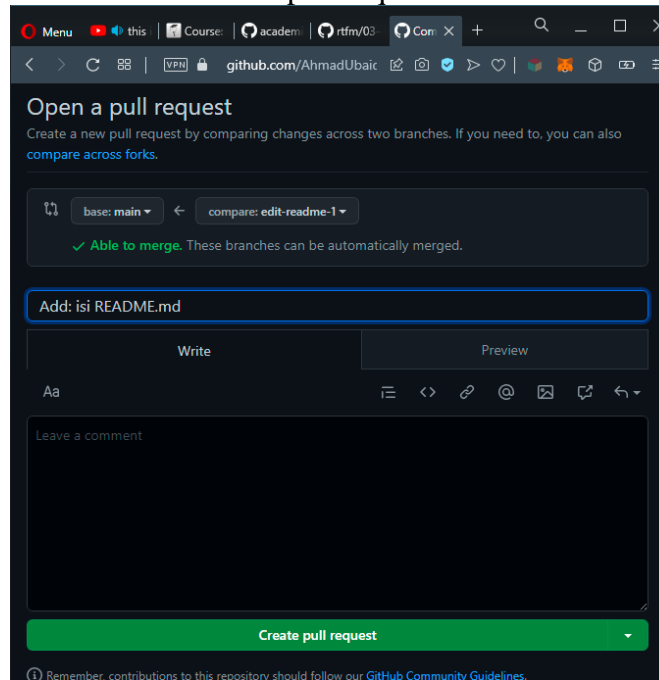 Menu this i Course: academ rtfm/03- Com
VPN github.com/AhmadUbaic
Open a pull request
Create a new pull request by comparing changes across two branches. If you need to, you can also
compare across forks.
base: main ← compare: edit-readme-1
✓ Able to merge. These branches can be automatically merged.
Add: isi README.md
Write Preview
Aa
Leave a comment
Create pull request
Remember, contributions to this repository should follow our GitHub Community Guidelines.